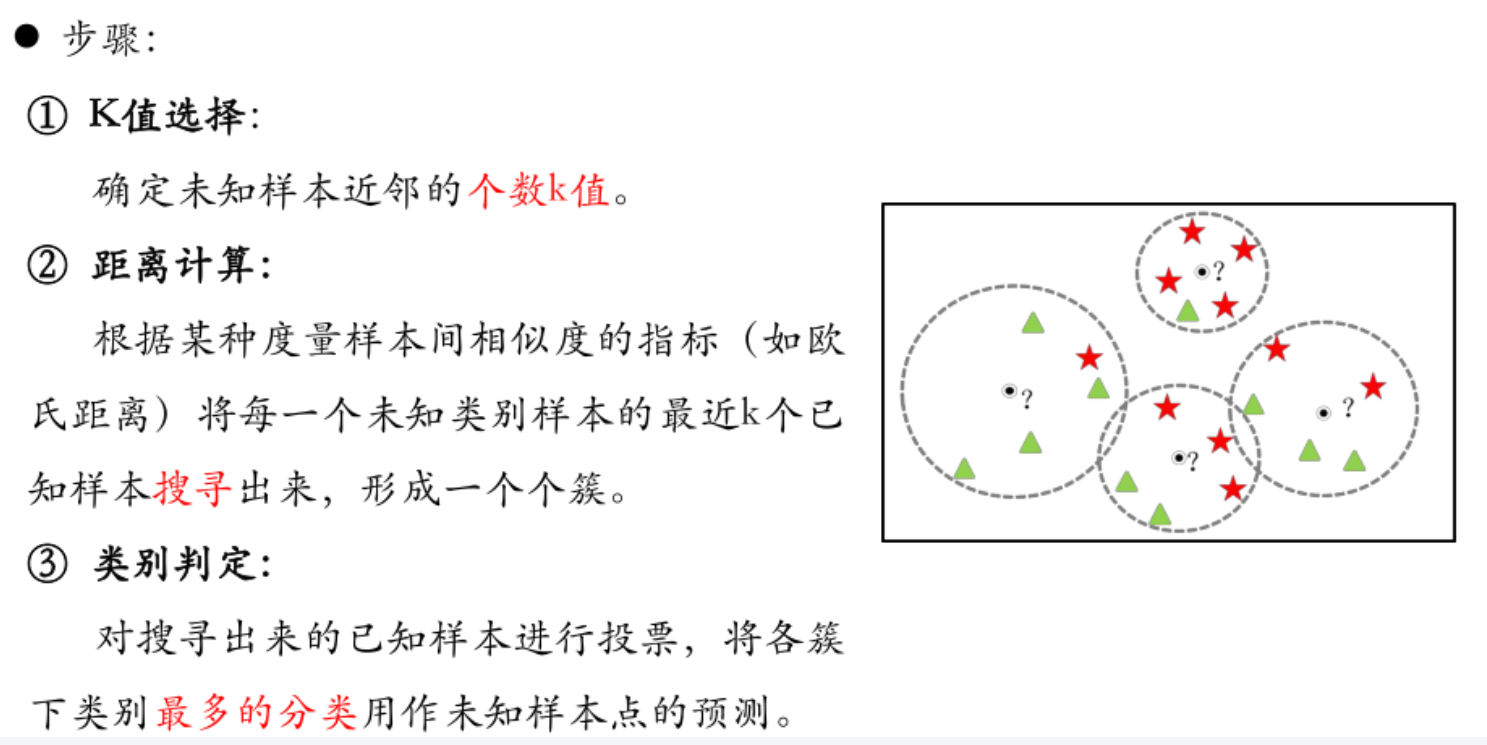 ● 步骤：
① K值选择：
确定未知样本近邻的个数k值。
② 距离计算：
根据某种度量样本间相似度的指标（如欧
氏距离）将每一个未知类别样本的最近k个已
知样本搜寻出来，形成一个个簇。
③ 类别判定：
对搜寻出来的已知样本进行投票，将各簇
下类别最多的分类用作未知样本点的预测。
?
?
?
?